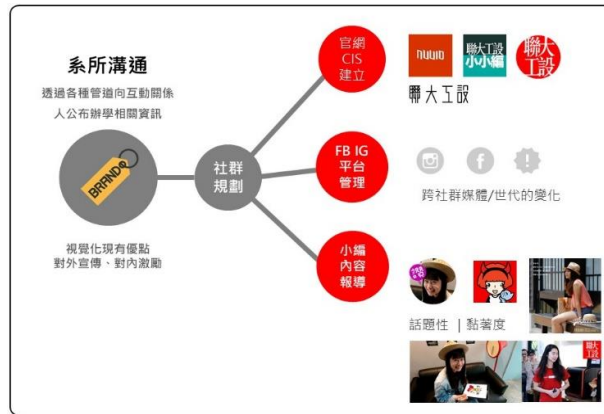 系所溝通
透過各種管道向互動關係
人公布辦學相關資訊
BRAND
視覺化現有優點
對外宣傳、對內激勵
社群
規劃
官網
CIS
建立
FB IG
平台
管理
小編
內容
報導
聯大工設
小小編
聯大
工設
聯大工設
跨社群媒體/世代的變化
話題性 | 黏著度
聯大
工設